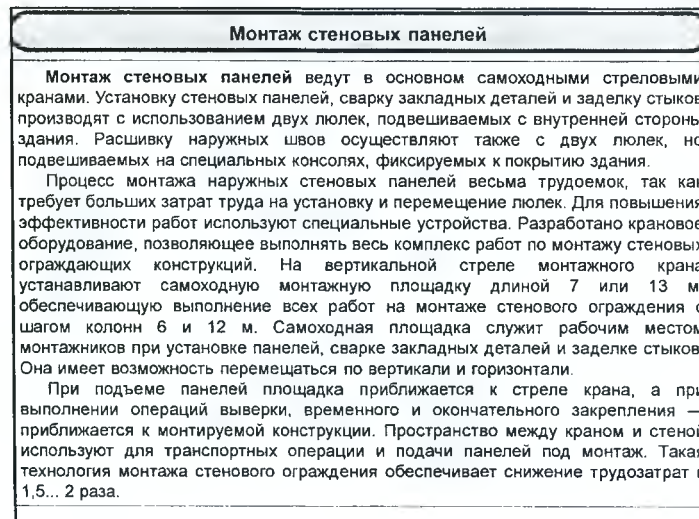 Монтаж стеновых панелей
Монтаж стеновых панелей ведут в основном самоходными стреловыми
кранами. Установку стеновых панелей, сварку закладных деталей и заделку стыков
производят с использованием двух люлек, подвешиваемых с внутренней стороны
здания. Расшивку наружных швов осуществляют также с двух люлек, но
подвешиваемых на специальных консолях, фиксируемых к покрытию здания.
Процесс монтажа наружных стеновых панелей весьма трудоемок, так как
требует больших затрат труда на установку и перемещение люлек. Для повышения
эффективности работ используют специальные устройства. Разработано крановое
оборудование, позволяющее выполнять весь комплекс работ по монтажу стеновых
ограждающих конструкций. На вертикальной стреле монтажного крана
устанавливают самоходную монтажную площадку длиной 7 или 13 м,
обеспечивающую выполнение всех работ на монтаже стенового ограждения с
шагом колонн 6 и 12 м. Самоходная площадка служит рабочим местом
монтажников при установке панелей, сварке закладных деталей и заделке стыков.
Она имеет возможность перемещаться по вертикали и горизонтали.
При подъеме панелей площадка приближается к стреле крана, а при
выполнении операций выверки, временного и окончательного закрепления —
приближается к монтируемой конструкции. Пространство между краном и стеной
используют для транспортных операции и подачи панелей под монтаж. Такая
технология монтажа стенового ограждения обеспечивает снижение трудозатрат в
1,5... 2 раза.